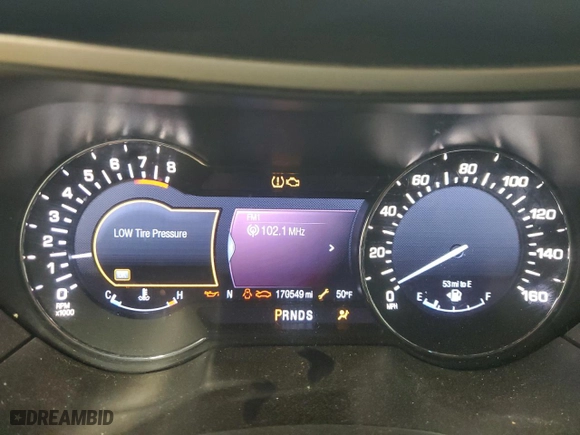 0 1 2 3 4 5 6 7 8
RPM
x1000
LOW Tire Pressure
C H
FM1
102.1 MHz
>
N
170549 mi
50°F
PRNDS
0 20 40 60 80 100 120 140 160
MPH
53 mi to E
E F
DREAMBID